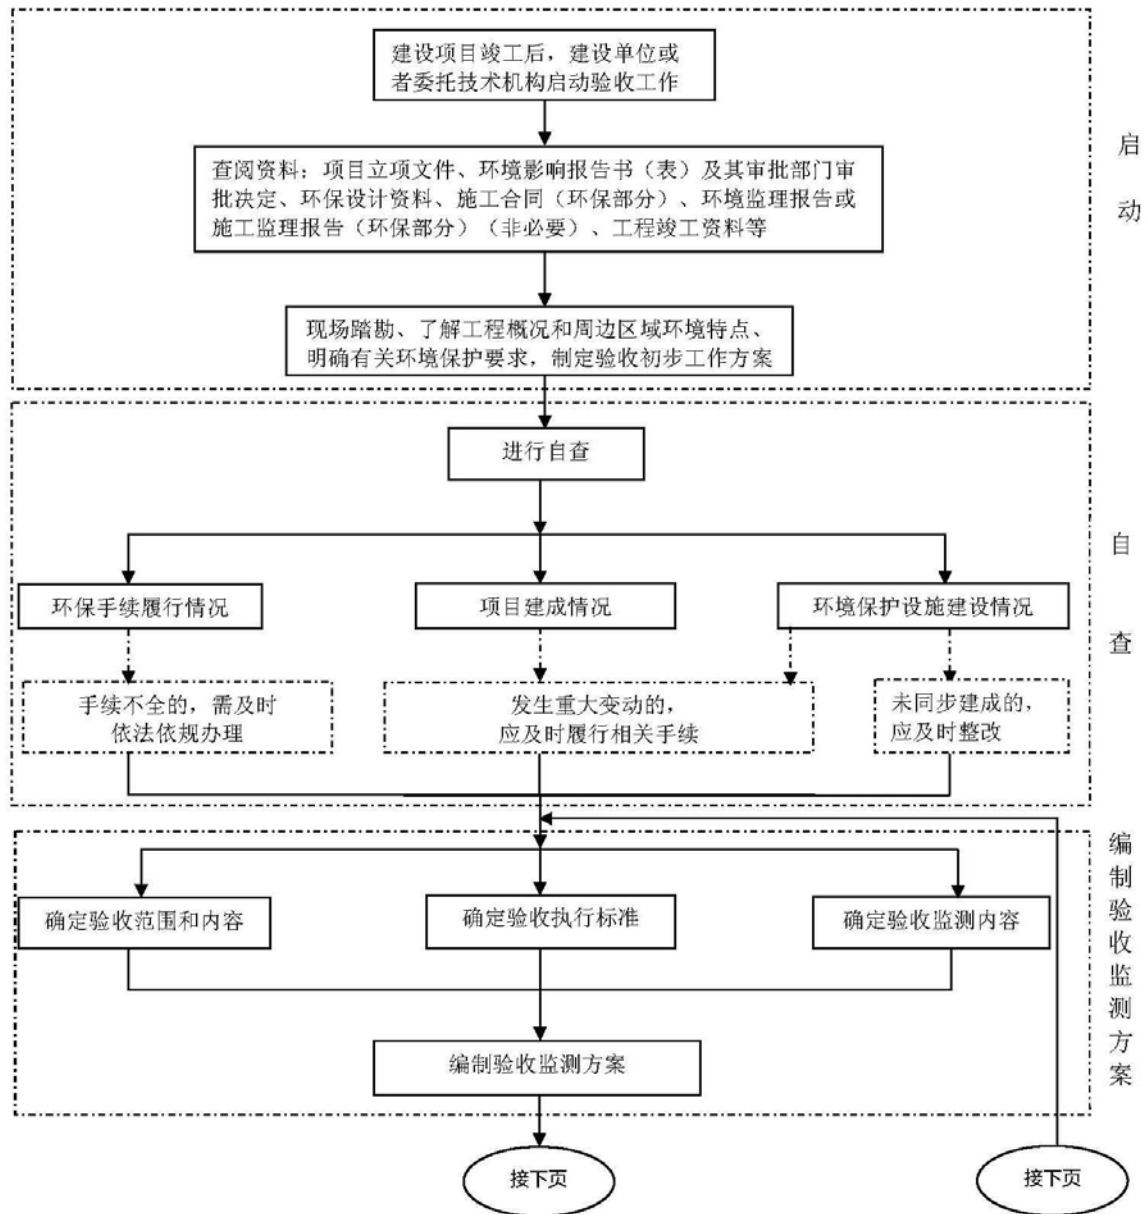 建设项目竣工后，建设单位或
者委托技术机构启动验收工作
启
动
查阅资料：项目立项文件、环境影响报告书（表）及其审批部门审
批决定、环保设计资料、施工合同（环保部分）、环境监理报告或
施工监理报告（环保部分）（非必要）、工程竣工资料等
现场踏勘、了解工程概况和周边区域环境特点、
明确有关环境保护要求，制定验收初步工作方案
进行自查
自
查
环保手续履行情况
项目建成情况
环境保护设施建设情况
手续不全的，需及时
依法依规办理
发生重大变动的，
应及时履行相关手续
未同步建成的，
应及时整改
编
制
验
收
监
测
方
案
确定验收范围和内容
确定验收执行标准
确定验收监测内容
编制验收监测方案
接下页
接下页